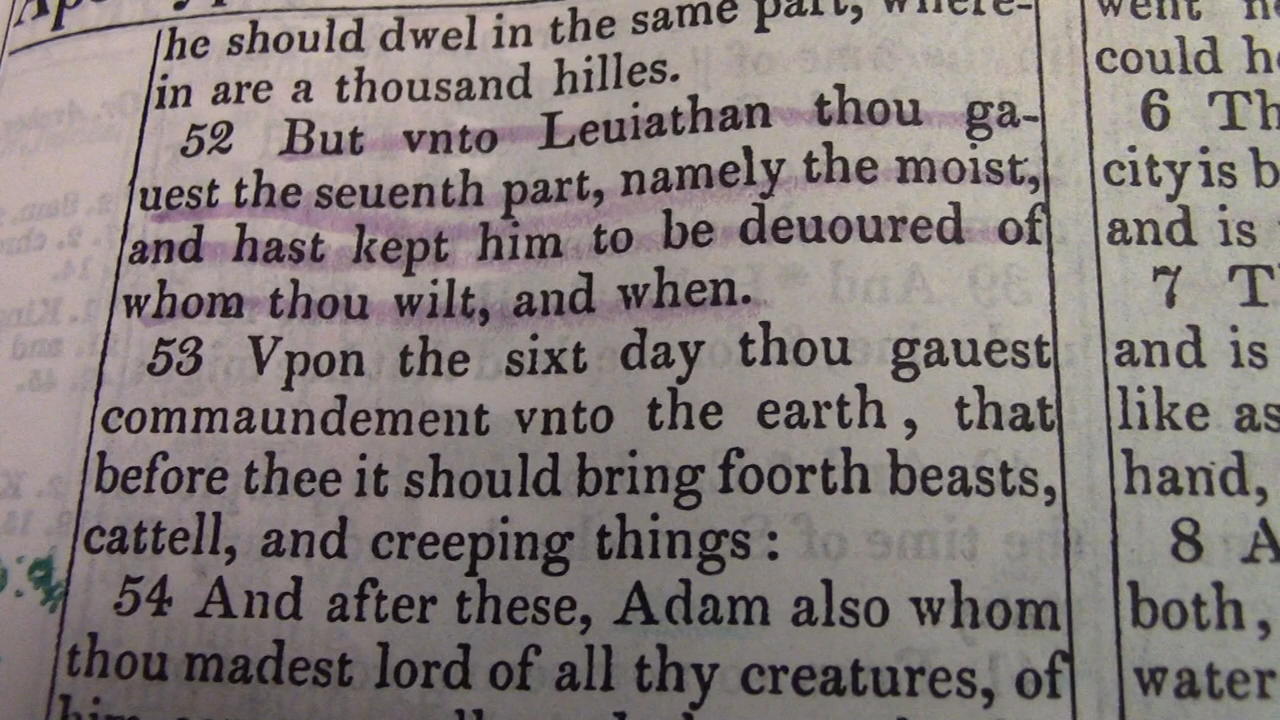 he should dwel in the same part, where-
in are a thousand hilles.
52 But vnto Leuiathan thou ga-
uest the seuenth part, namely the moist,
and hast kept him to be deuoured of
whom thou wilt, and when.
53 Vpon the sixt day thou gauest
commaundement vnto the earth, that
before thee it should bring foorth beasts,
cattell, and creeping things:
54 And after these, Adam also whom
thou madest lord of all thy creatures, of
went
could
6
city is
and is
7
and is
like as
hand,
8
both,
water